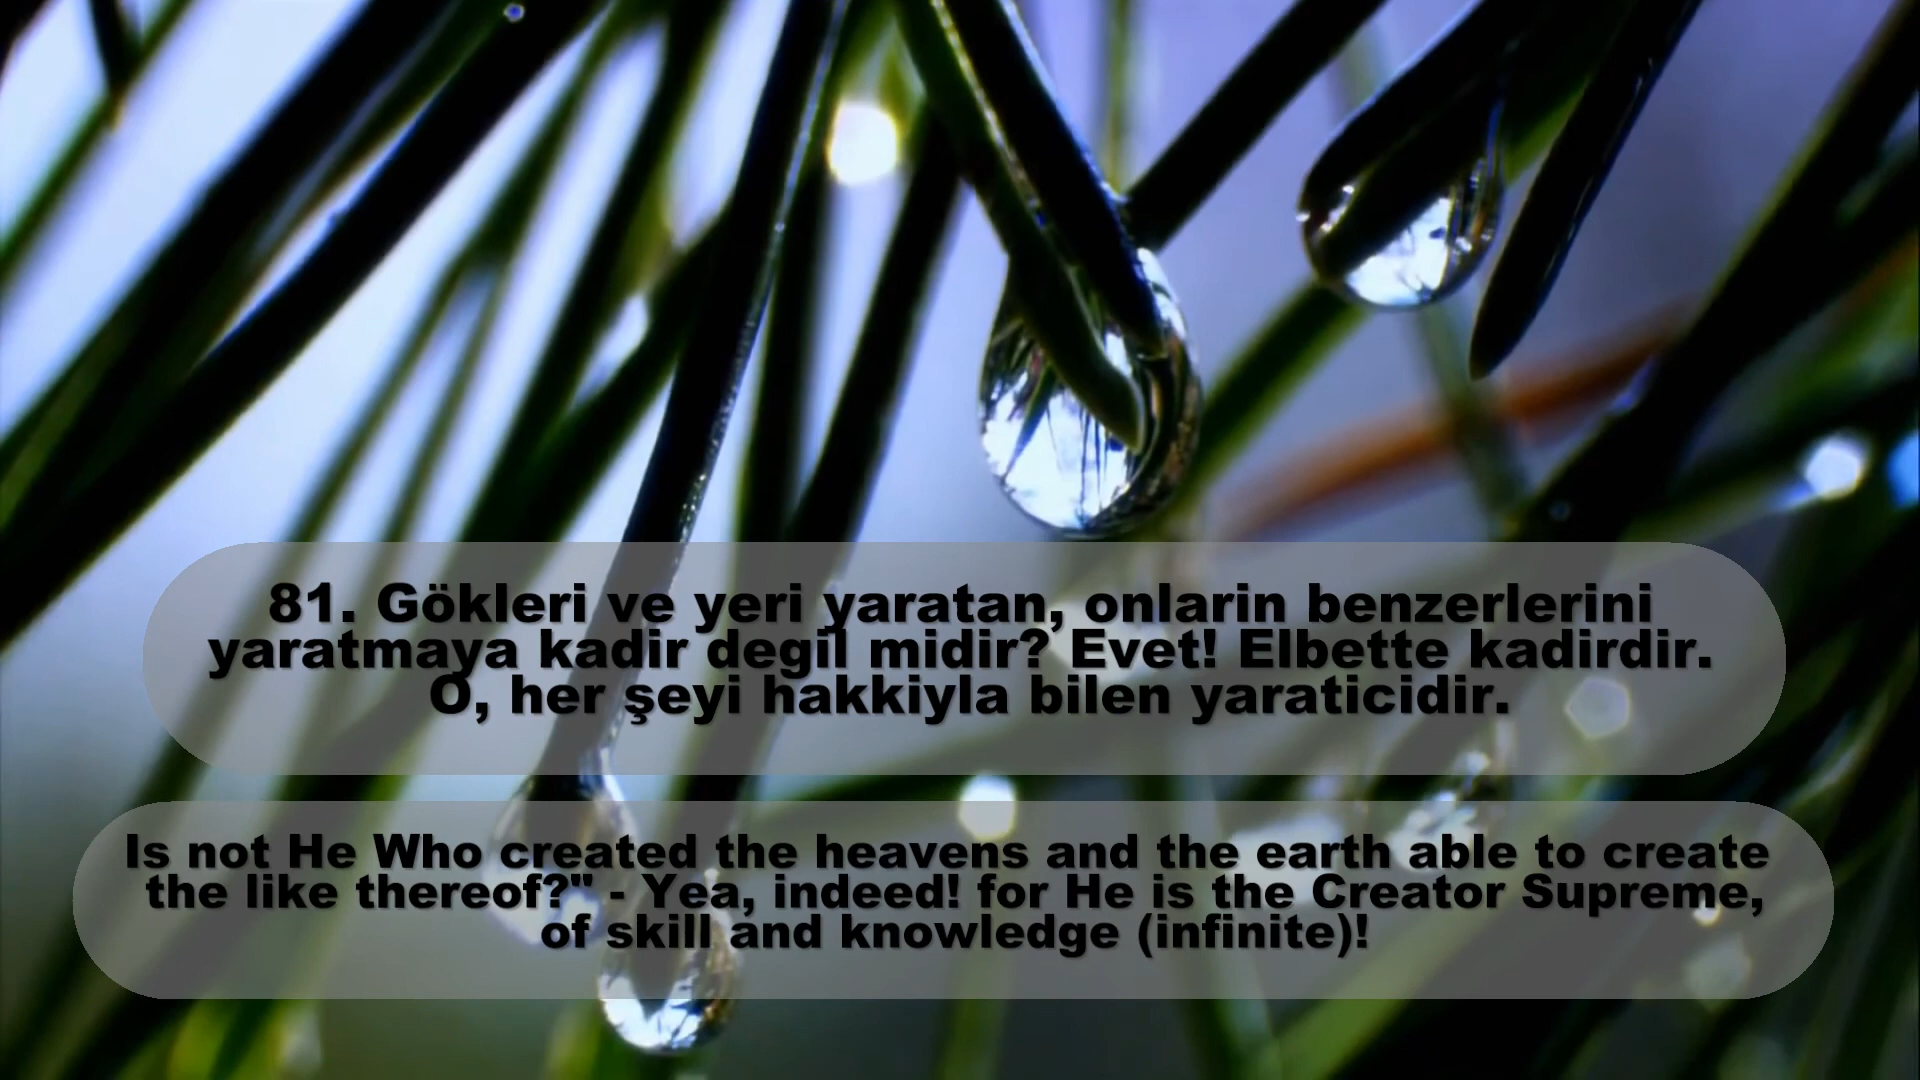 81. Gökleri ve yeri yaratan, onlarin benzerlerini
yaratmaya kadir degil midir? Evet! Elbette kadirdir.
O, her şeyi hakkiyla bilen yaraticidir.
Is not He Who created the heavens and the earth able to create
the like thereof?" - Yea, indeed! for He is the Creator Supreme,
of skill and knowledge (infinite)!